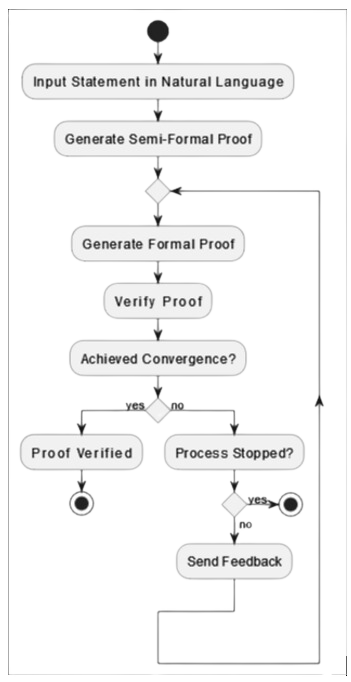 Input Statement in Natural Language
Generate Semi-Formal Proof
Generate Formal Proof
Verify Proof
Achieved Convergence?
yes no
Proof Verified
Process Stopped?
yes
no
Send Feedback